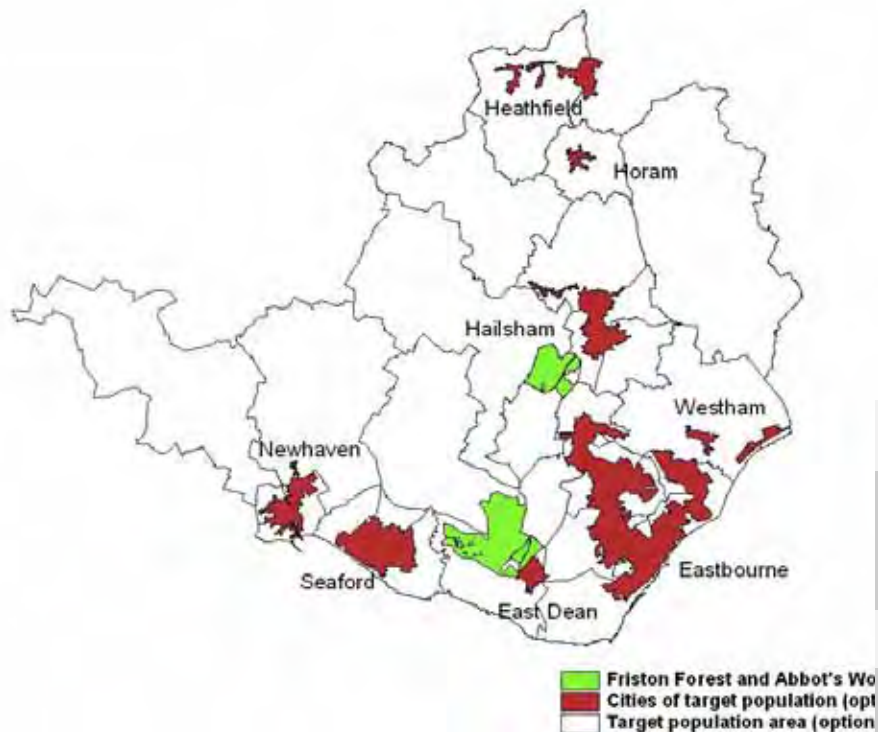 Heathfield
Horam
Hailsham
Westham
Newhaven
Eastbourne
Seaford
East Dean
Friston Forest and Abbot's Wo
Cities of target population (opt
Target population area (option